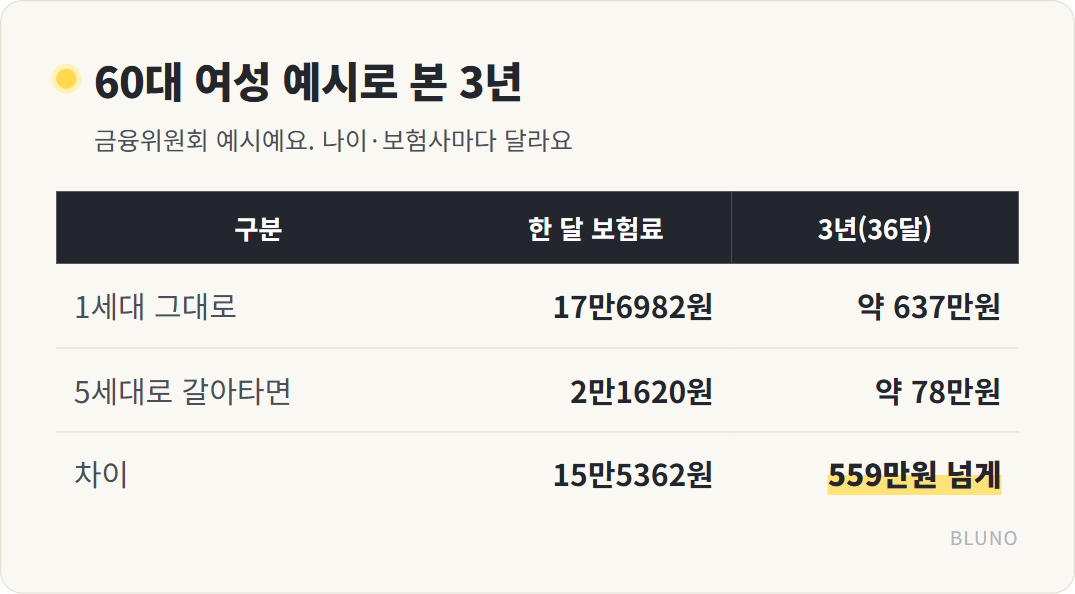 60대 여성 예시로 본 3년
금융위원회 예시예요. 나이·보험사마다 달라요
구분 한 달 보험료 3년(36달)
1세대 그대로 17만6982원 약 637만원
5세대로 갈아타면 2만1620원 약 78만원
차이 15만5362원 559만원 넘게
BLUNO